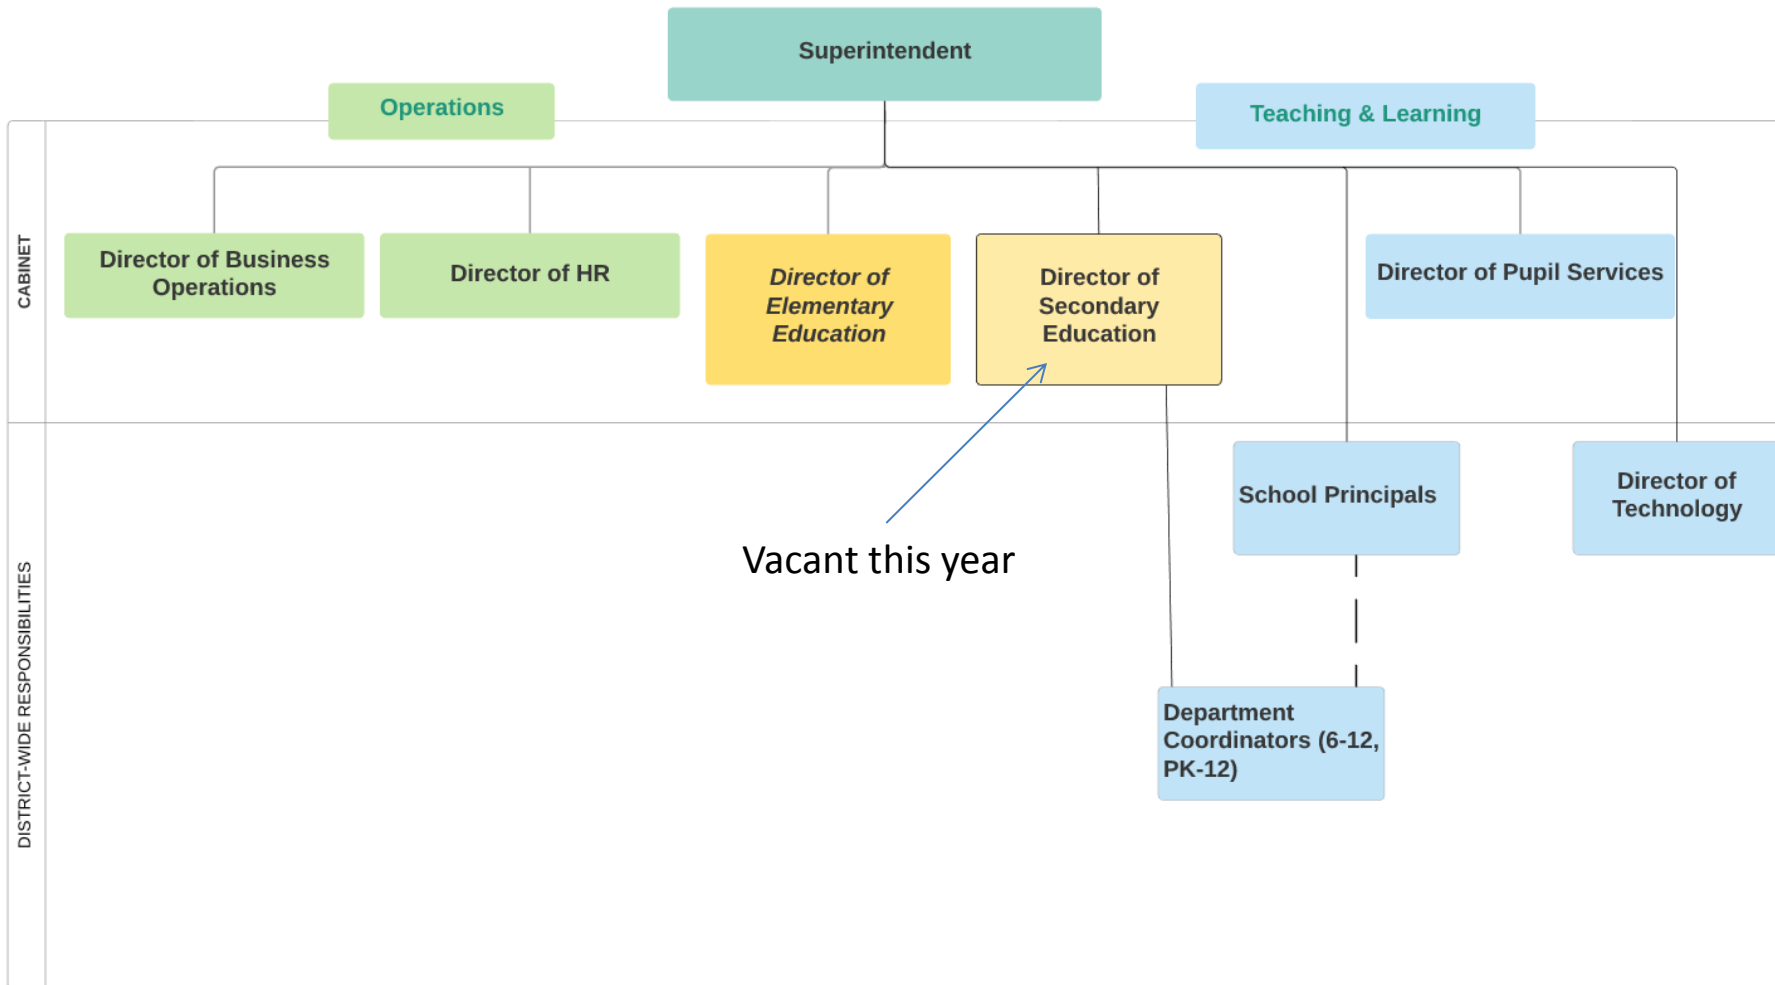 Superintendent
Operations
Teaching & Learning
CABINET
Director of Business
Operations
Director of HR
Director of
Elementary
Education
Director of
Secondary
Education
Director of Pupil Services
School Principals
Director of
Technology
Vacant this year
DISTRICT-WIDE RESPONSIBILITIES
Department
Coordinators (6-12,
PK-12)